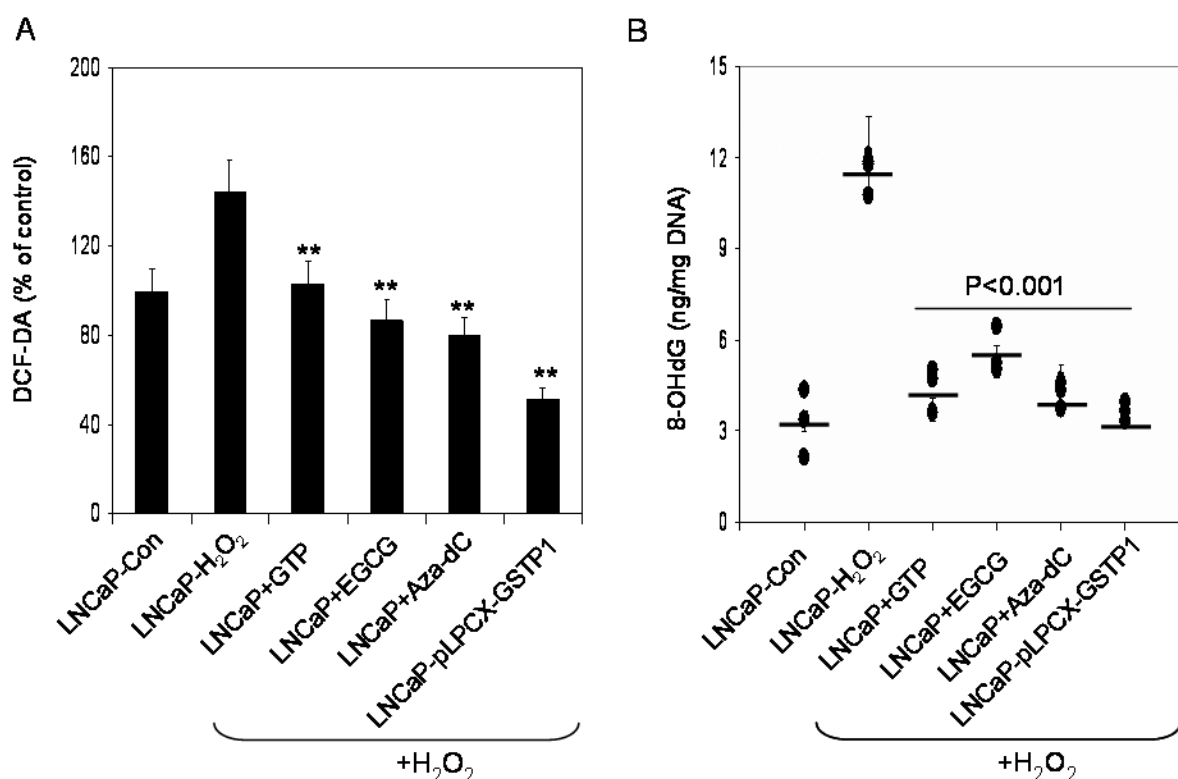 A
DCF-DA (% of control)
200
160
120
80
40
0
**
**
**
**
LNCaP-Con
LNCaP-H₂O₂
LNCaP+GTP
LNCaP+EGCG
LNCaP+Aza-dC
LNCaP-pLPCX-GSTP1
+H₂O₂
B
8-OHdG (ng/mg DNA)
15
12
9
6
3
0
P<0.001
LNCaP-Con
LNCaP-H₂O₂
LNCaP+GTP
LNCaP+EGCG
LNCaP+Aza-dC
LNCaP-pLPCX-GSTP1
+H₂O₂